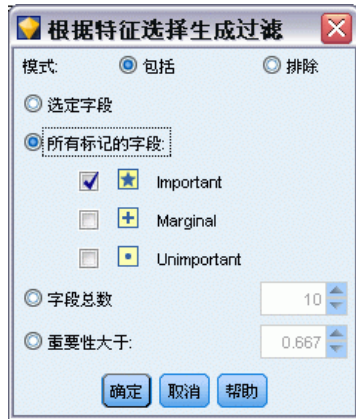 根据特征选择生成过滤
模式: 包括 排除
选定字段
所有标记的字段:
Important
Marginal
Unimportant
字段总数 10
重要性大于: 0.667
确定 取消 帮助